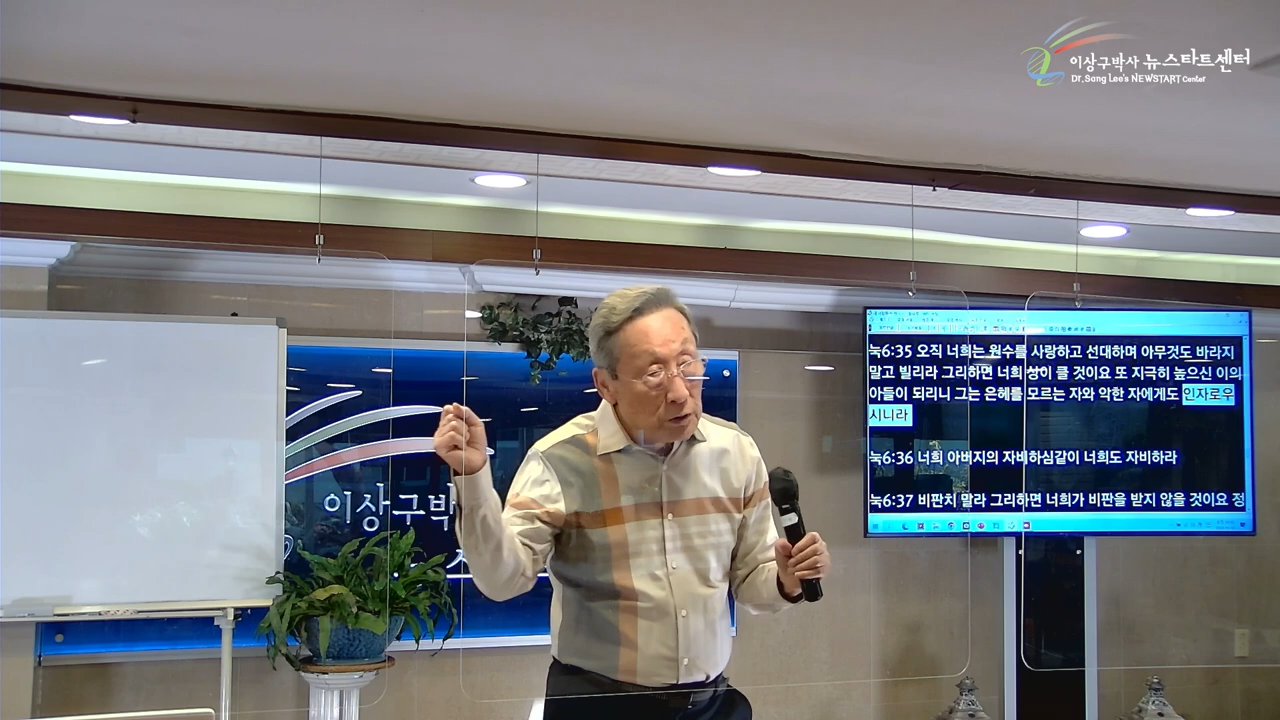 이상구박사 뉴스타트센터
Dr. Sang Lee's NEWSTART Center
눅6:35 오직 너희는 원수를 사랑하고 선대하며 아무것도 바라지
말고 빌리라 그리하면 너희 상이 클 것이요 또 지극히 높으신 이의
아들이 되리니 그는 은혜를 모르는 자와 악한 자에게도 인자로우
시니라
눅6:36 너희 아버지의 자비하심같이 너희도 자비하라
눅6:37 비판치 말라 그리하면 너희가 비판을 받지 않을 것이요 정
이상구박